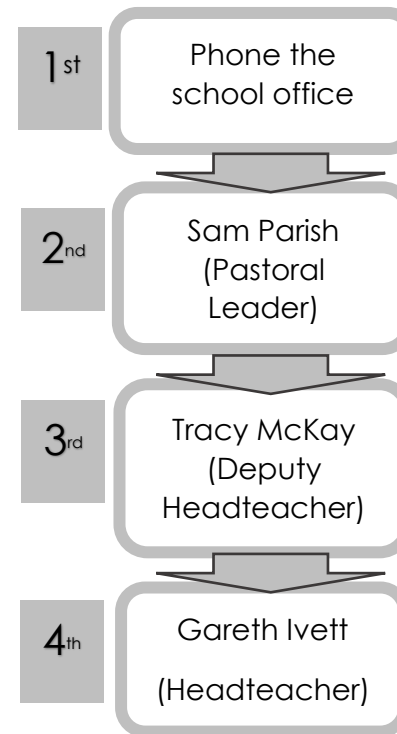 1st
Phone the
school office
2nd
Sam Parish
(Pastoral
Leader)
3rd
Tracy McKay
(Deputy
Headteacher)
4th
Gareth Ivett
(Headteacher)